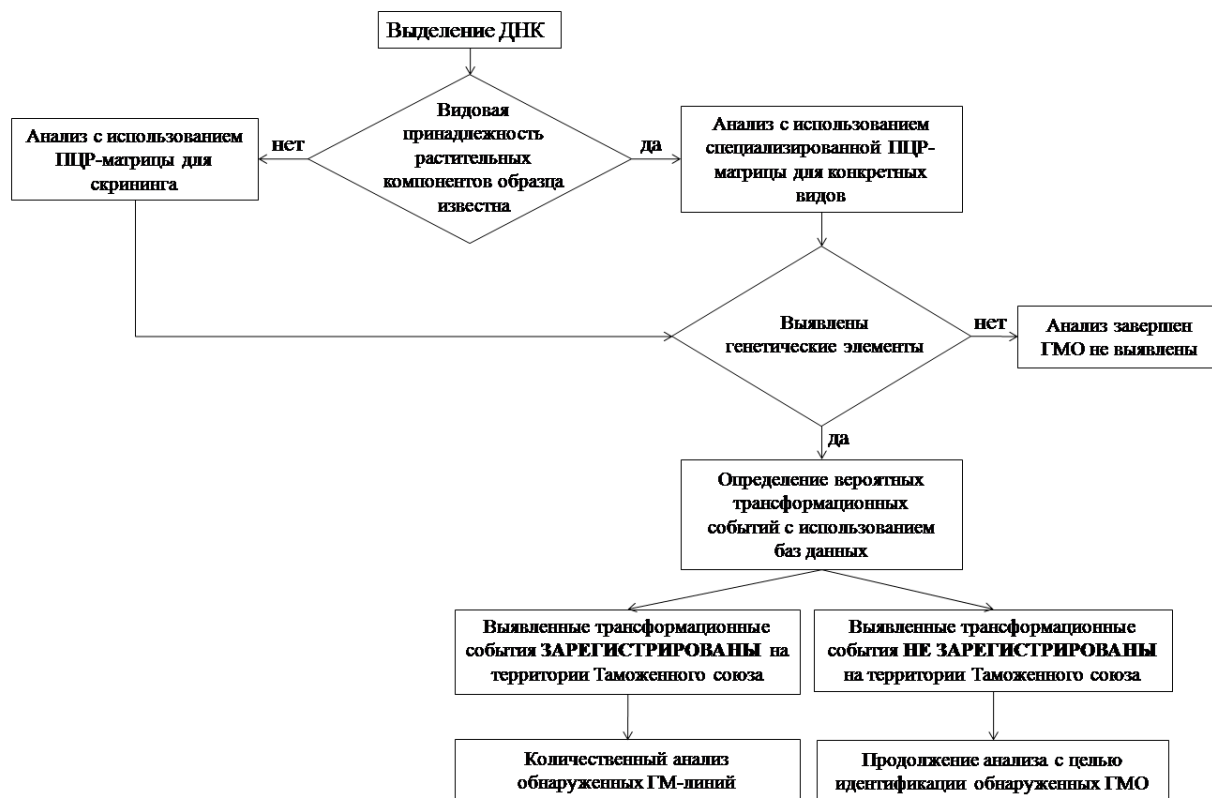 Выделение ДНК
Видовая
принадлежность
растительных
компонентов образца
известна
нет
да
Анализ с использованием
ПЦР-матрицы для
скрининга
Анализ с использованием
специализированной ПЦР-
матрицы для конкретных
видов
Выявлены
генетические элементы
нет
Анализ завершен
ГМО не выявлены
да
Определение вероятных
трансформационных
событий с использованием
баз данных
Выявленные трансформационные
события ЗАРЕГИСТРИРОВАНЫ на
территории Таможенного союза
Выявленные трансформационные
события НЕ ЗАРЕГИСТРИРОВАНЫ
на территории Таможенного союза
Количественный анализ
обнаруженных ГМ-линий
Продолжение анализа с целью
идентификации обнаруженных ГМО